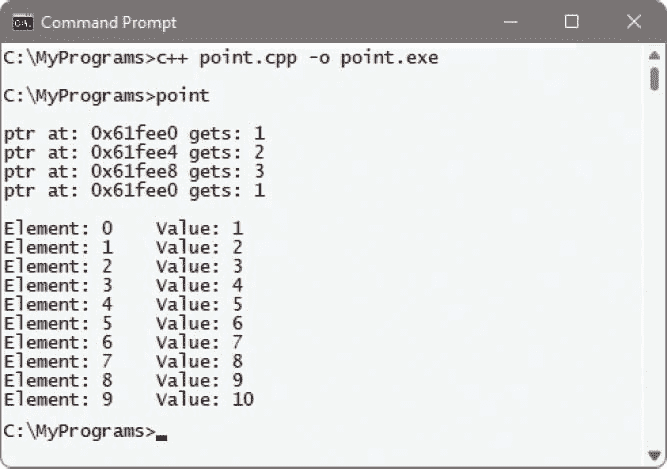 Command Prompt
C:\MyPrograms>c++ point.cpp -o point.exe
C:\MyPrograms>point
ptr at: 0x61fee0 gets: 1
ptr at: 0x61fee4 gets: 2
ptr at: 0x61fee8 gets: 3
ptr at: 0x61fee0 gets: 1
Element: 0    Value: 1
Element: 1    Value: 2
Element: 2    Value: 3
Element: 3    Value: 4
Element: 4    Value: 5
Element: 5    Value: 6
Element: 6    Value: 7
Element: 7    Value: 8
Element: 8    Value: 9
Element: 9    Value: 10
C:\MyPrograms>_